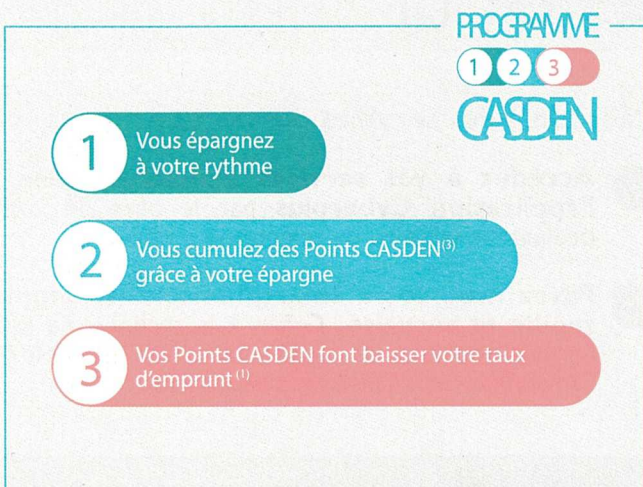 PROGRAMME
1 2 3
CASDEN
1
Vous épargnez
à votre rythme
2
Vous cumulez des Points CASDEN(3)
grâce à votre épargne
3
Vos Points CASDEN font baisser votre taux
d'emprunt (1)